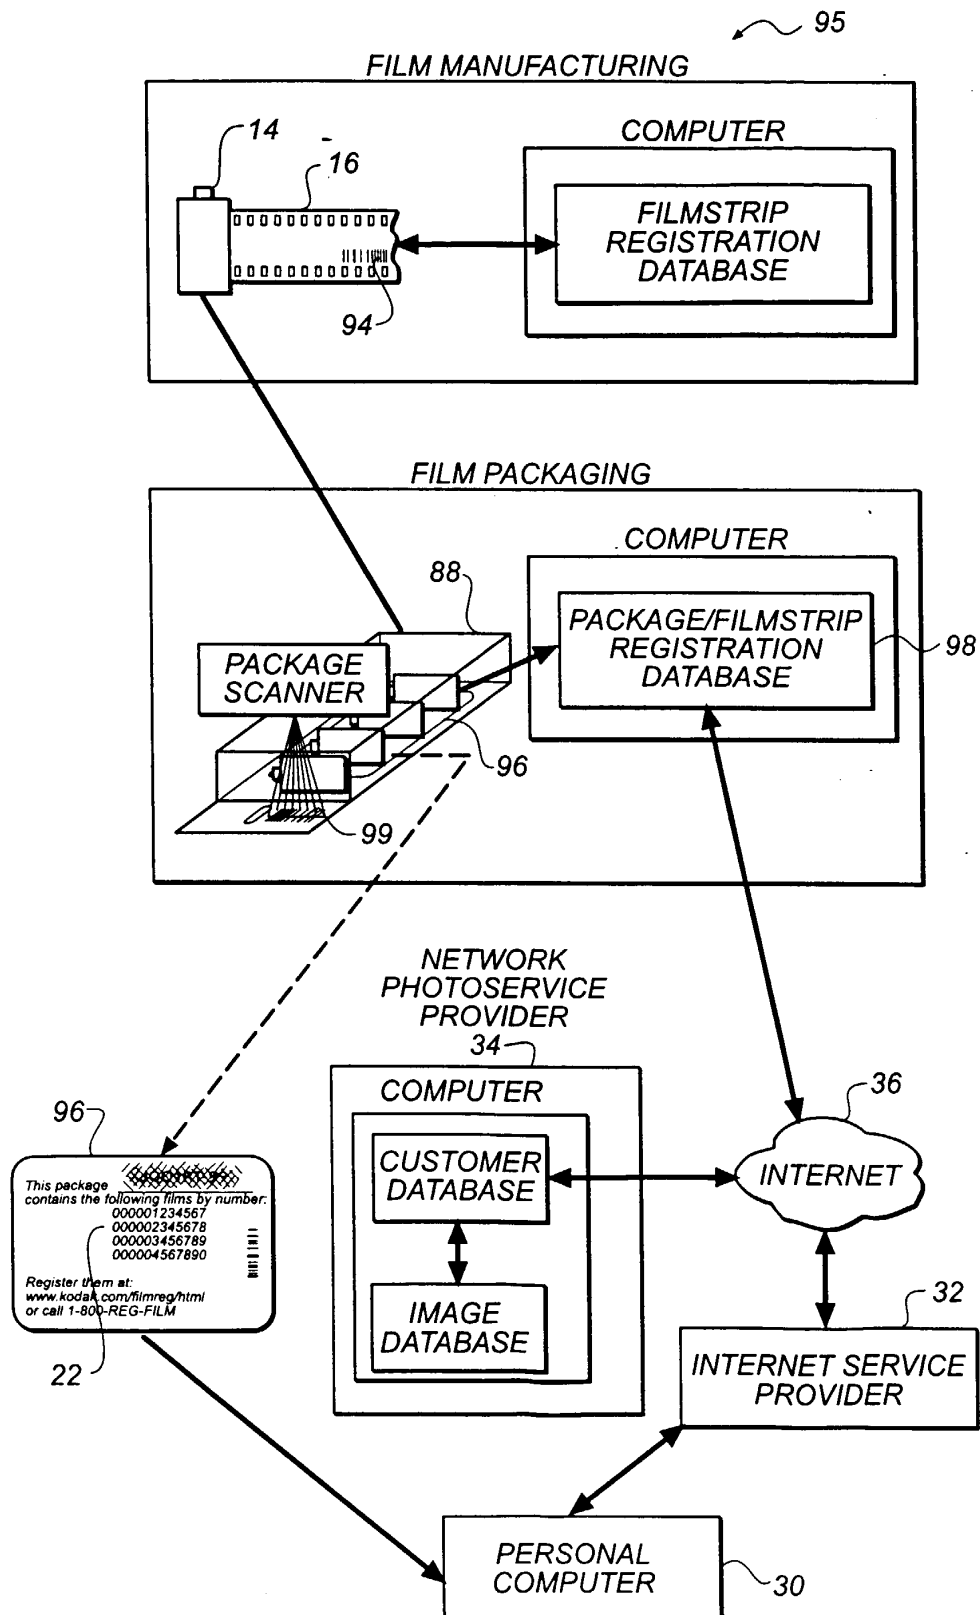 95
FILM MANUFACTURING
14
16
COMPUTER
FILMSTRIP
REGISTRATION
DATABASE
94
FILM PACKAGING
COMPUTER
88
PACKAGE/FILMSTRIP
REGISTRATION
DATABASE
98
PACKAGE
SCANNER
96
99
NETWORK
PHOTOSERVICE
PROVIDER
34
COMPUTER
36
CUSTOMER
DATABASE
INTERNET
96
This package
contains the following films by number:
000001234567
000002345678
000003456789
000004567890
Register them at:
www.kodak.com/filmreg/html
or call 1-800-REG-FILM
22
IMAGE
DATABASE
32
INTERNET SERVICE
PROVIDER
PERSONAL
COMPUTER
30